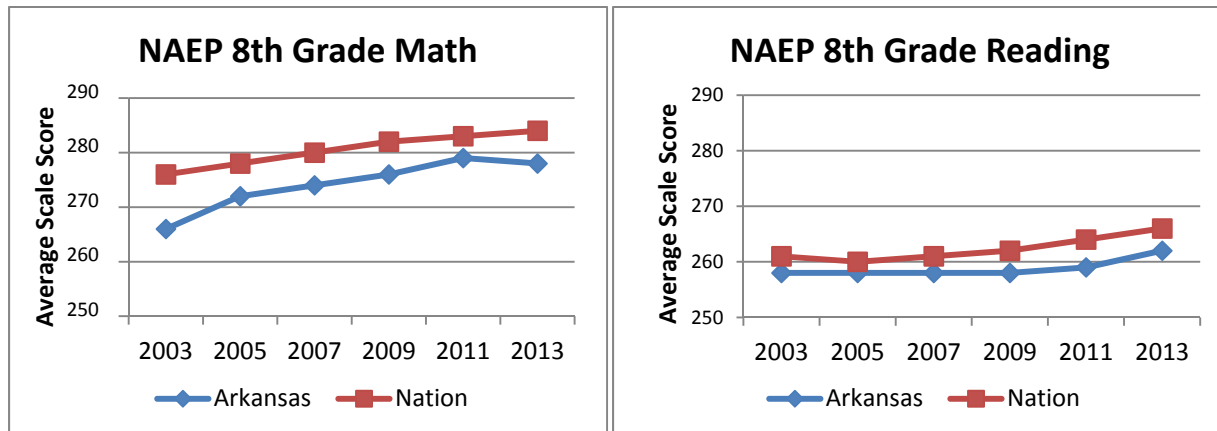 NAEP 8th Grade Math
Average Scale Score
290
280
270
260
250
2003 2005 2007 2009 2011 2013
Arkansas Nation
NAEP 8th Grade Reading
Average Scale Score
290
280
270
260
250
2003 2005 2007 2009 2011 2013
Arkansas Nation